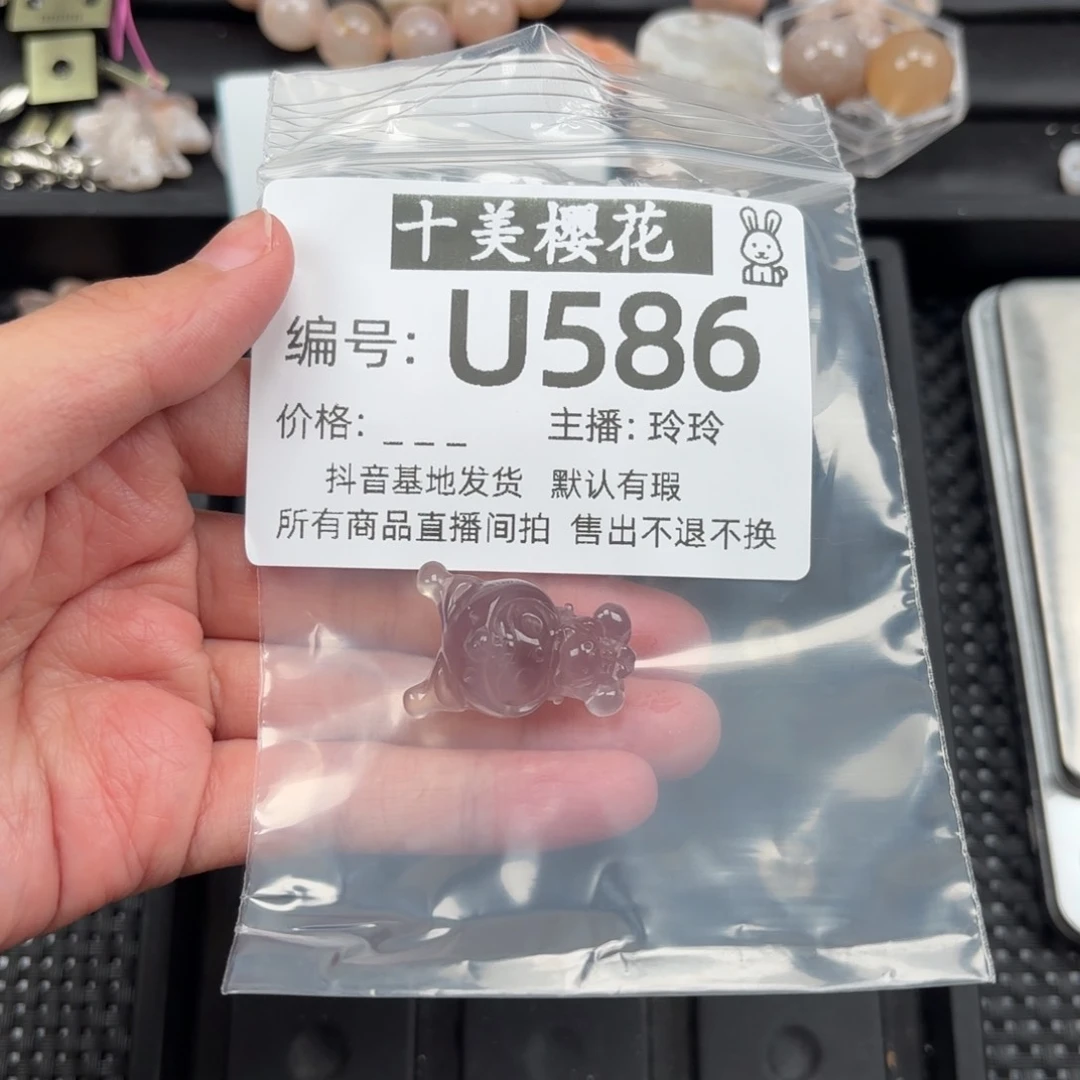 十美樱花
编号: U586
价格: _ _ _ 主播: 玲玲
抖音基地发货 默认有瑕
所有商品直播间拍 售出不退不换